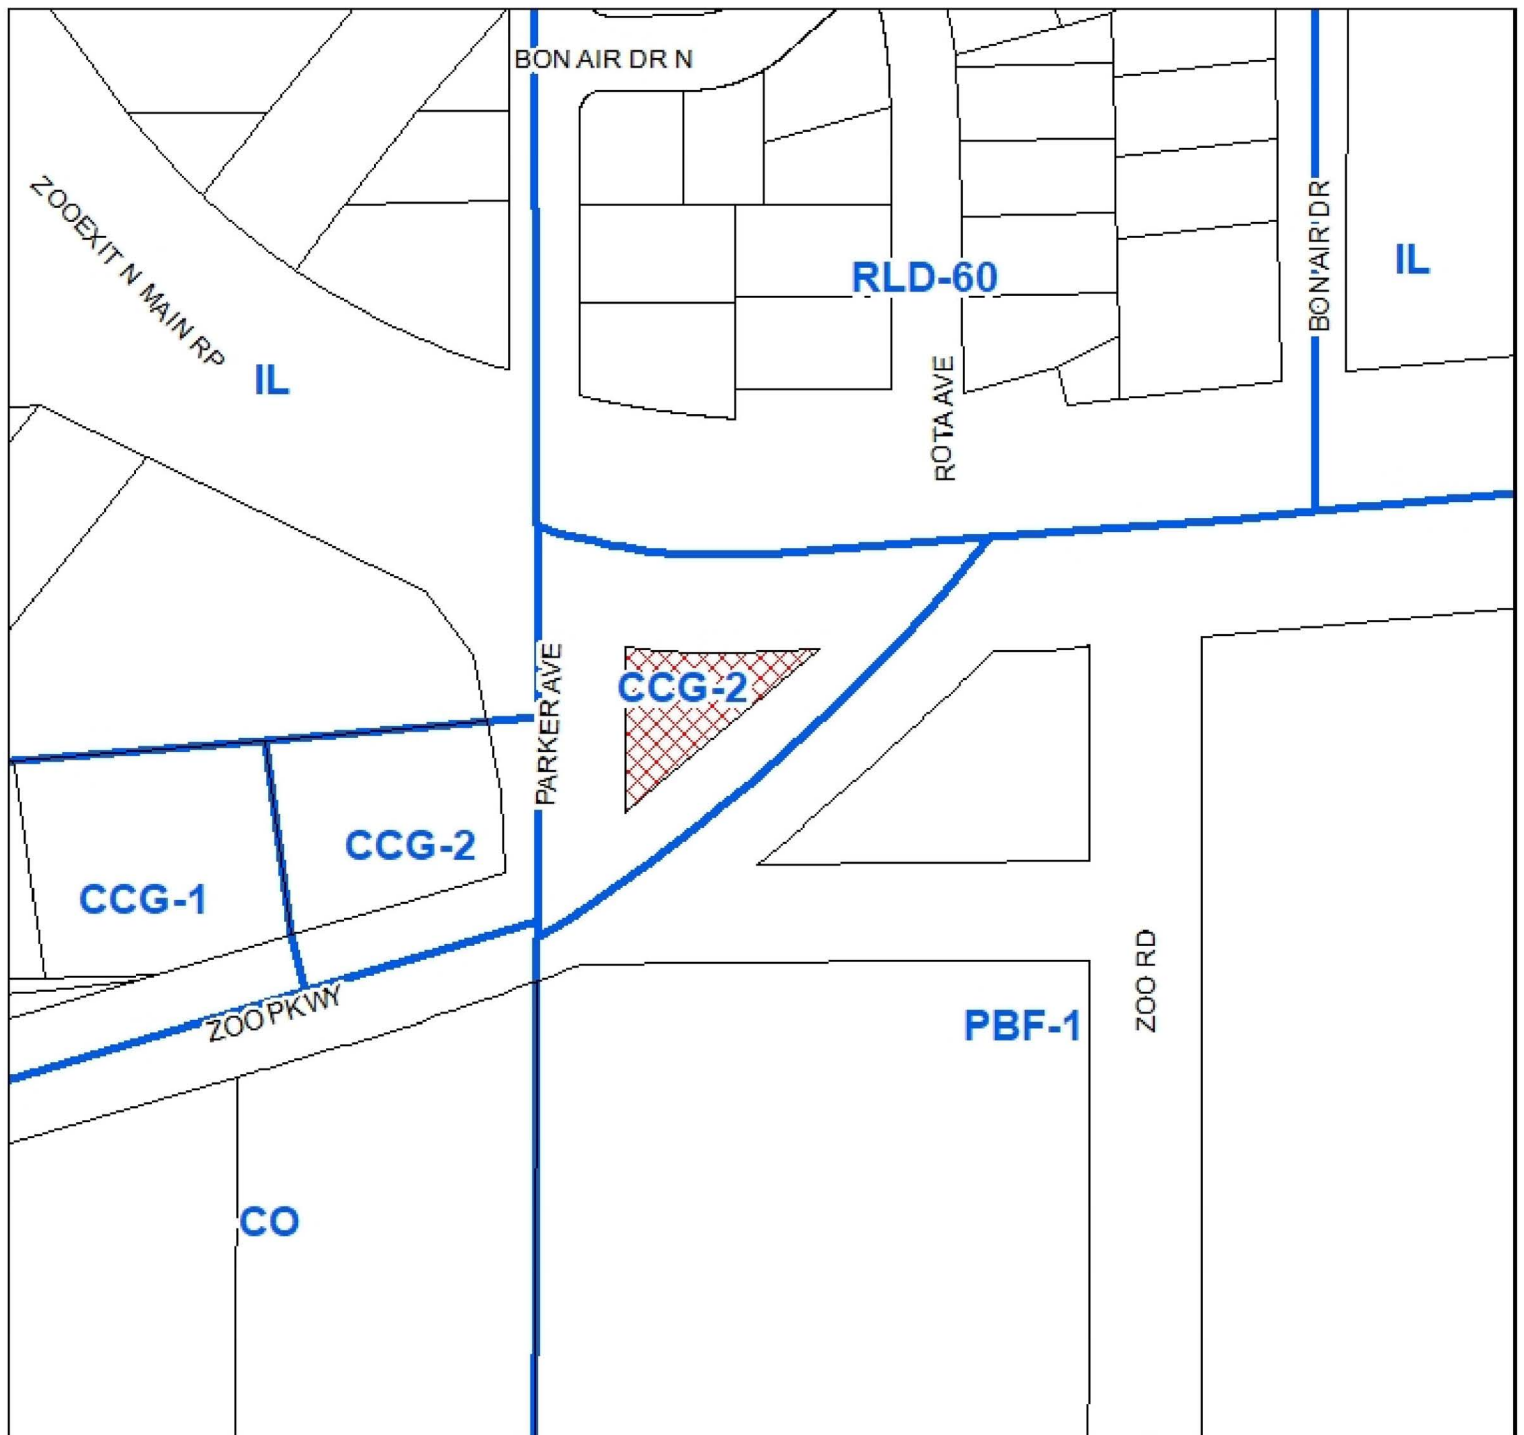 BON AIR DR N
ZOOEXIT N MAIN RP
BON AIR DR
IL
RLD-60
IL
ROTA AVE
PARKER AVE
CCG-2
CCG-2
CCG-1
ZOO PKWY
ZOO RD
PBF-1
CO